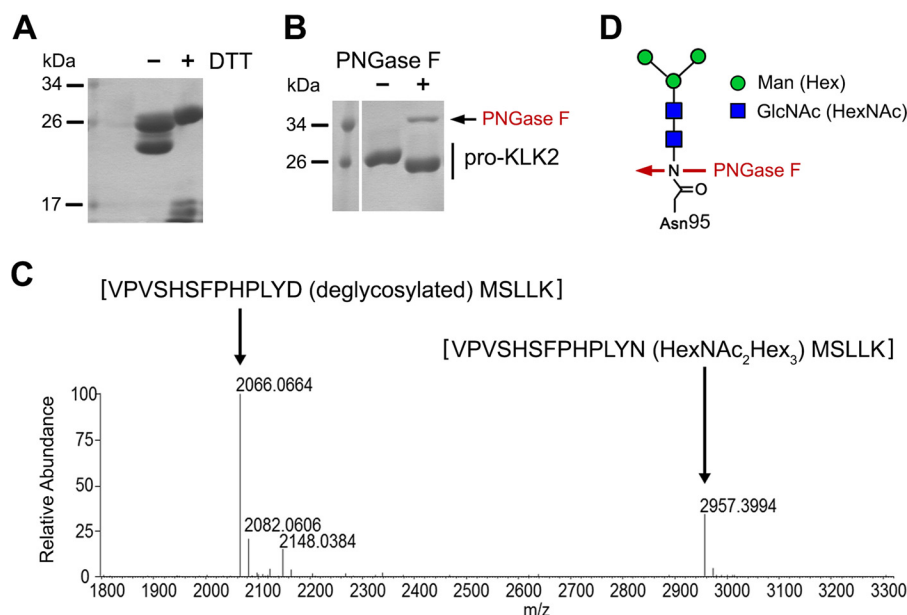 A
kDa
− + DTT
34
26
17
B
PNGase F
kDa
− +
34
26
PNGase F
pro-KLK2
D
Man (Hex)
GlcNAc (HexNAc)
N
PNGase F
O
Asn95
C
[VPVSHSFPHPLYD (deglycosylated) MSLLK]
[VPVSHSFPHPLYN (HexNAc₂Hex₃) MSLLK]
Relative Abundance
100
75
50
25
0
2066.0664
2082.0606
2148.0384
2957.3994
1800 1900 2000 2100 2200 2300 2400 2500 2600 2700 2800 2900 3000 3100 3200 3300
m/z